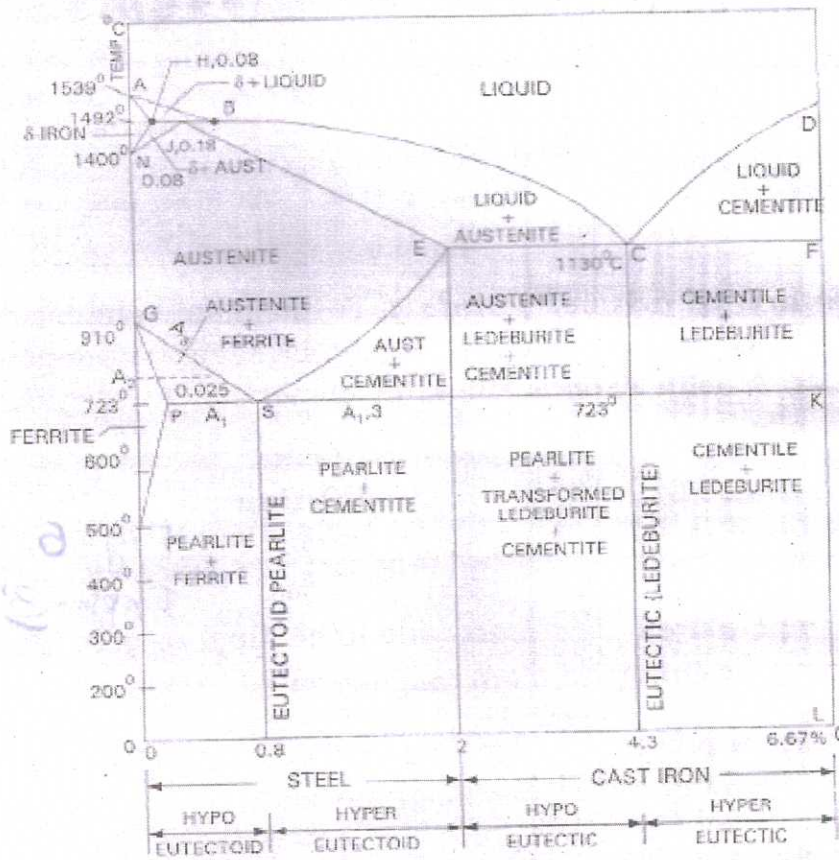 °C
TEMP
H,0.08
δ + LIQUID
LIQUID
1539°
A
B
1492°
D
δ IRON
J,0.18
1400°
N
δ + AUST
0.08
LIQUID
+
CEMENTITE
LIQUID
+
AUSTENITE
E
C
F
AUSTENITE
1130°C
G
910°
A₃
AUSTENITE
+
FERRITE
AUSTENITE
+
LEDEBURITE
+
CEMENTITE
CEMENTILE
+
LEDEBURITE
AUST
+
CEMENTITE
A₂
0.025
723°
P
A₁
S
A₁,3
723°
K
FERRITE
600°
PEARLITE
+
CEMENTITE
PEARLITE
+
TRANSFORMED
LEDEBURITE
+
CEMENTITE
CEMENTILE
+
LEDEBURITE
500°
PEARLITE
+
FERRITE
400°
EUTECTOID PEARLITE
EUTECTIC (LEDEBURITE)
300°
200°
L
0
0
0.8
2
4.3
6.67%
STEEL
CAST IRON
HYPO
EUTECTOID
HYPER
EUTECTOID
HYPO
EUTECTIC
HYPER
EUTECTIC